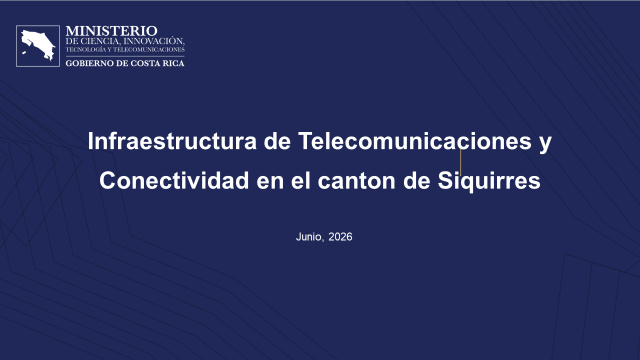 MINISTERIO
DE CIENCIA, INNOVACIÓN,
TECNOLOGÍA Y TELECOMUNICACIONES
GOBIERNO DE COSTA RICA
Infraestructura de Telecomunicaciones y
Conectividad en el canton de Siquirres
Junio, 2026